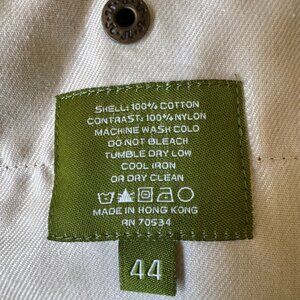 SHELL: 100% COTTON
CONTRAST: 100% NYLON
MACHINE WASH COLD
DO NOT BLEACH
TUMBLE DRY LOW
COOL IRON
OR DRY CLEAN
MADE IN HONG KONG
RN 70534
44